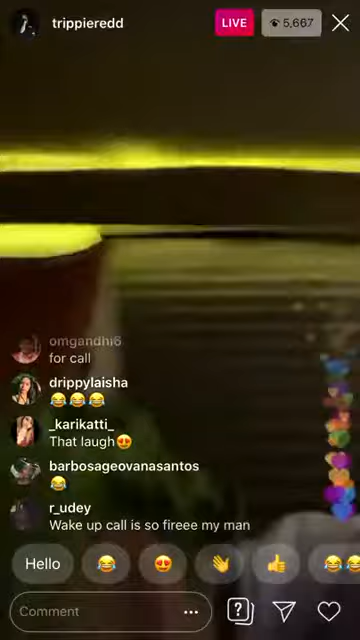 trippieredd
LIVE
5,667
omgandhi6
for call
drippylaisha
😂😂😂
_karikatti_
That laugh😍
barbosageovanasantos
😂
r_udey
Wake up call is so fireee my man
Hello
Comment